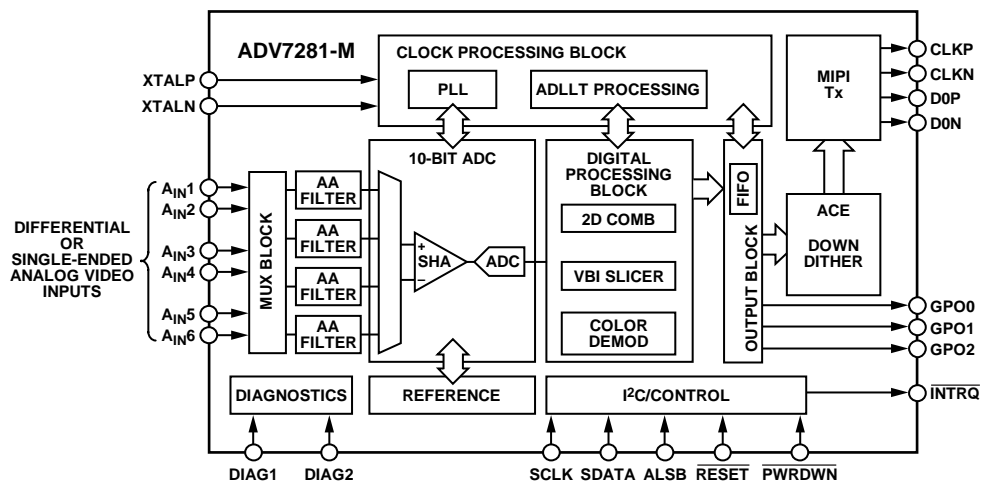 ADV7281-M
CLOCK PROCESSING BLOCK
PLL
ADLLT PROCESSING
XTALP
XTALN
MIPI
Tx
CLKP
CLKN
D0P
D0N
10-BIT ADC
DIGITAL
PROCESSING
BLOCK
2D COMB
VBI SLICER
COLOR
DEMOD
FIFO
OUTPUT BLOCK
ACE
DOWN
DITHER
DIFFERENTIAL
OR
SINGLE-ENDED
ANALOG VIDEO
INPUTS
AIN1
AIN2
AIN3
AIN4
AIN5
AIN6
MUX BLOCK
AA
FILTER
AA
FILTER
AA
FILTER
AA
FILTER
+
SHA
–
ADC
GPO0
GPO1
GPO2
DIAGNOSTICS
REFERENCE
I2C/CONTROL
INTRQ
DIAG1
DIAG2
SCLK
SDATA
ALSB
RESET
PWRDWN